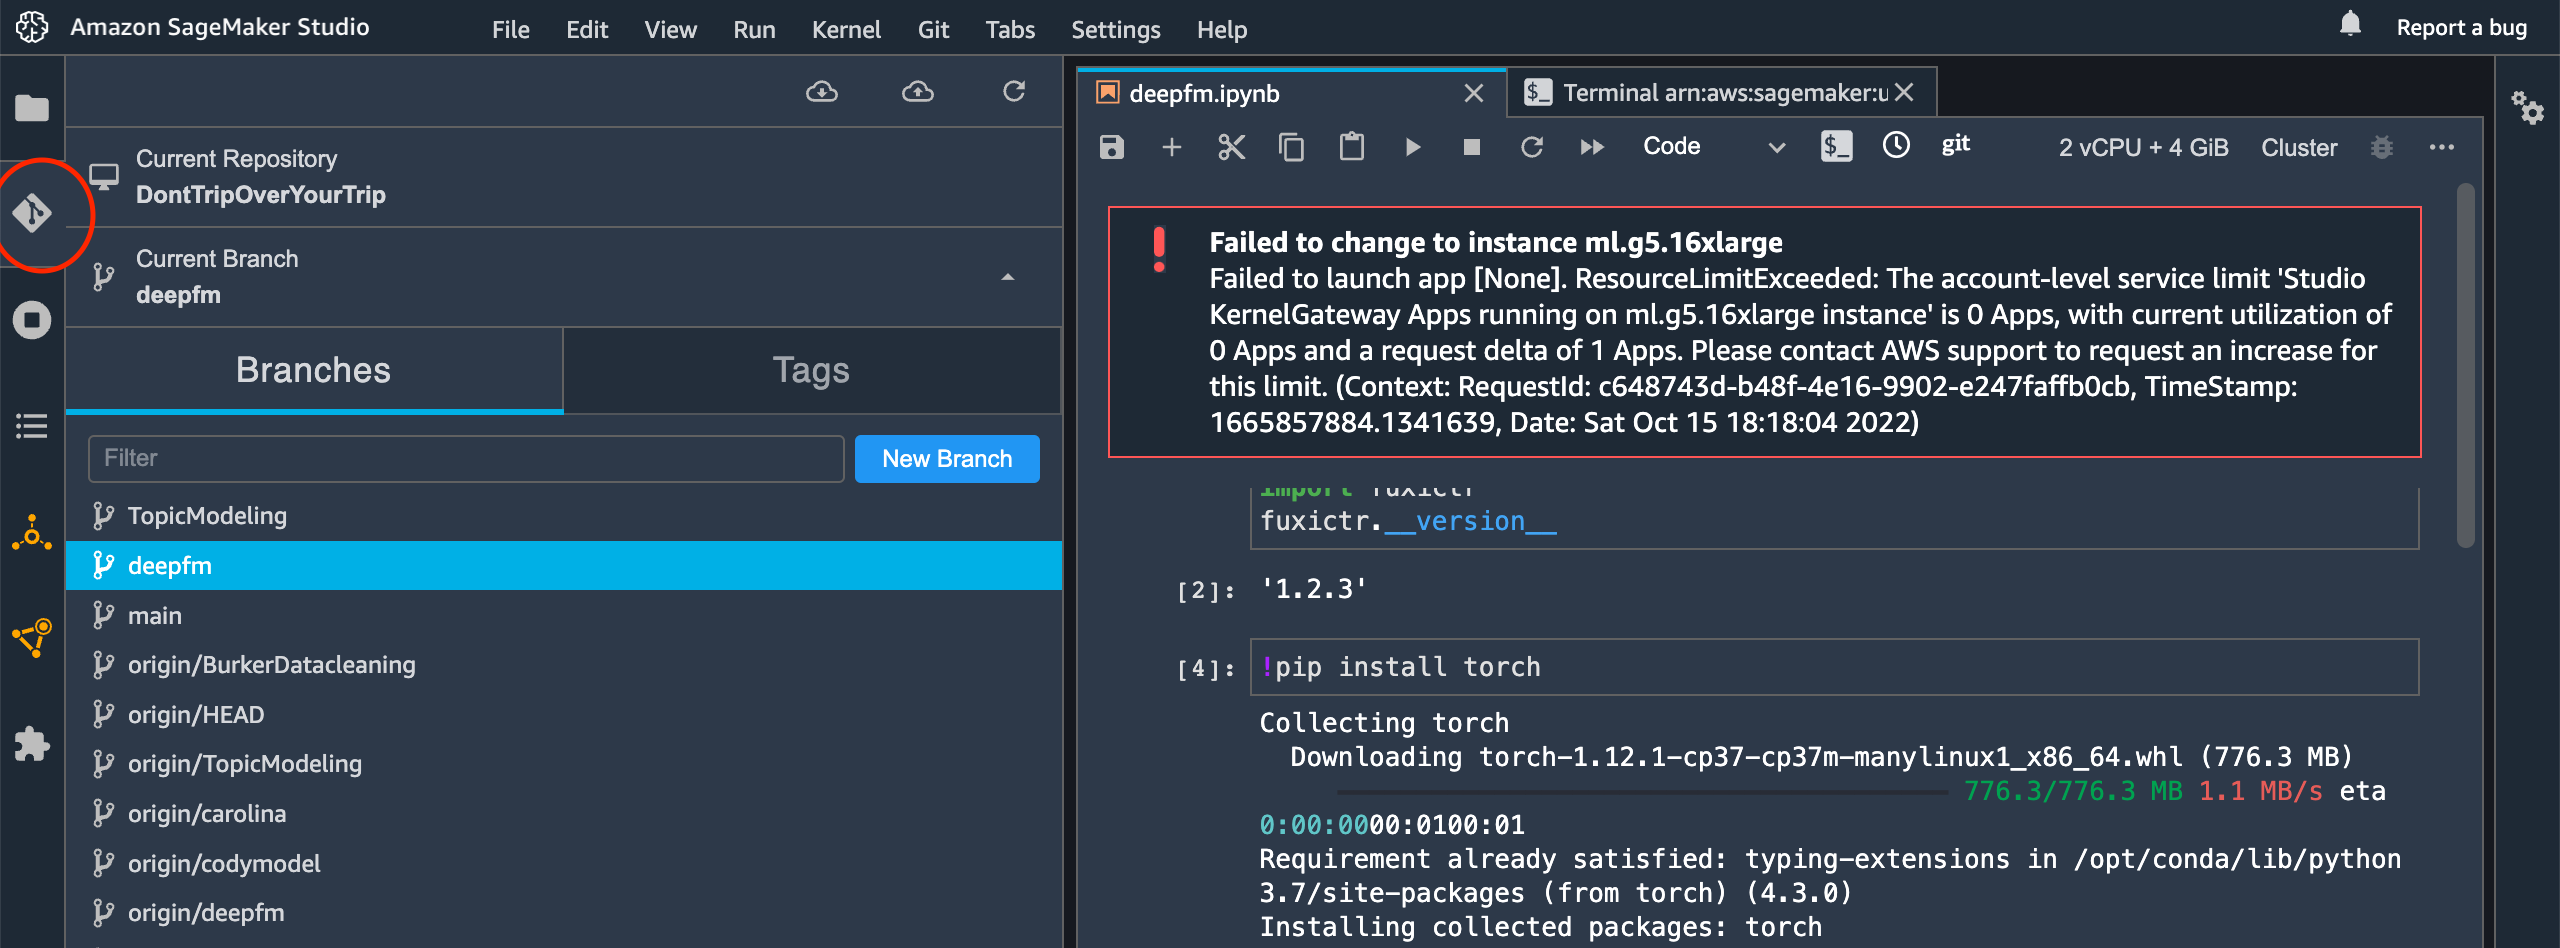 Amazon SageMaker Studio
File Edit View Run Kernel Git Tabs Settings Help
Report a bug
Current Repository
DontTripOverYourTrip
Current Branch
deepfm
Branches
Tags
Filter
New Branch
TopicModeling
deepfm
main
origin/BurkerDatacleaning
origin/HEAD
origin/TopicModeling
origin/carolina
origin/codymodel
origin/deepfm
deepfm.ipynb
$_ Terminal arn:aws:sagemaker:u
Code
$_
git
2 vCPU + 4 GiB
Cluster
Failed to change to instance ml.g5.16xlarge
Failed to launch app [None]. ResourceLimitExceeded: The account-level service limit 'Studio
KernelGateway Apps running on ml.g5.16xlarge instance' is 0 Apps, with current utilization of
0 Apps and a request delta of 1 Apps. Please contact AWS support to request an increase for
this limit. (Context: RequestId: c648743d-b48f-4e16-9902-e247faffb0cb, TimeStamp:
1665857884.1341639, Date: Sat Oct 15 18:18:04 2022)
import fuxictr
fuxictr.__version__
[2]: '1.2.3'
[4]: !pip install torch
Collecting torch
Downloading torch-1.12.1-cp37-cp37m-manylinux1_x86_64.whl (776.3 MB)
776.3/776.3 MB 1.1 MB/s eta
0:00:0000:0100:01
Requirement already satisfied: typing-extensions in /opt/conda/lib/python
3.7/site-packages (from torch) (4.3.0)
Installing collected packages: torch